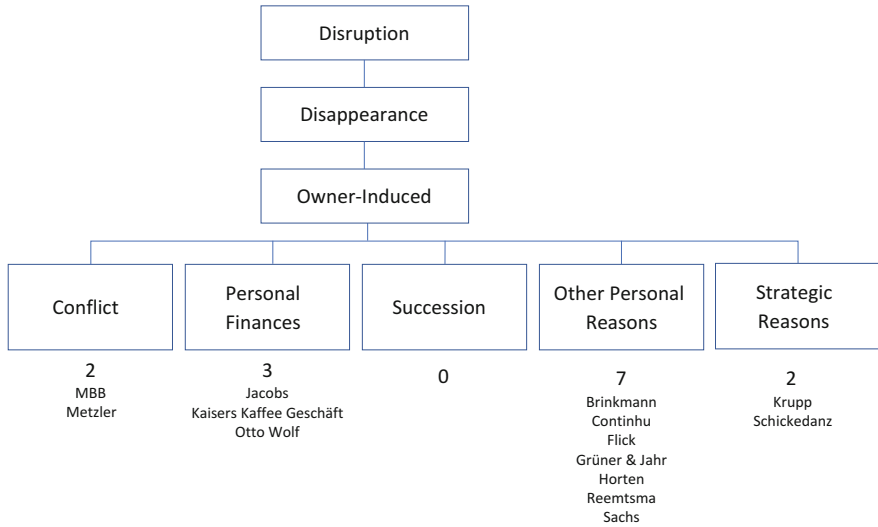 Disruption
Disappearance
Owner-Induced
Conflict
Personal
Finances
Succession
Other Personal
Reasons
Strategic
Reasons
2
MBB
Metzler
3
Jacobs
Kaisers Kaffee Geschäft
Otto Wolf
0
7
Brinkmann
Continhu
Flick
Grüner & Jahr
Horten
Reemtsma
Sachs
2
Krupp
Schickedanz